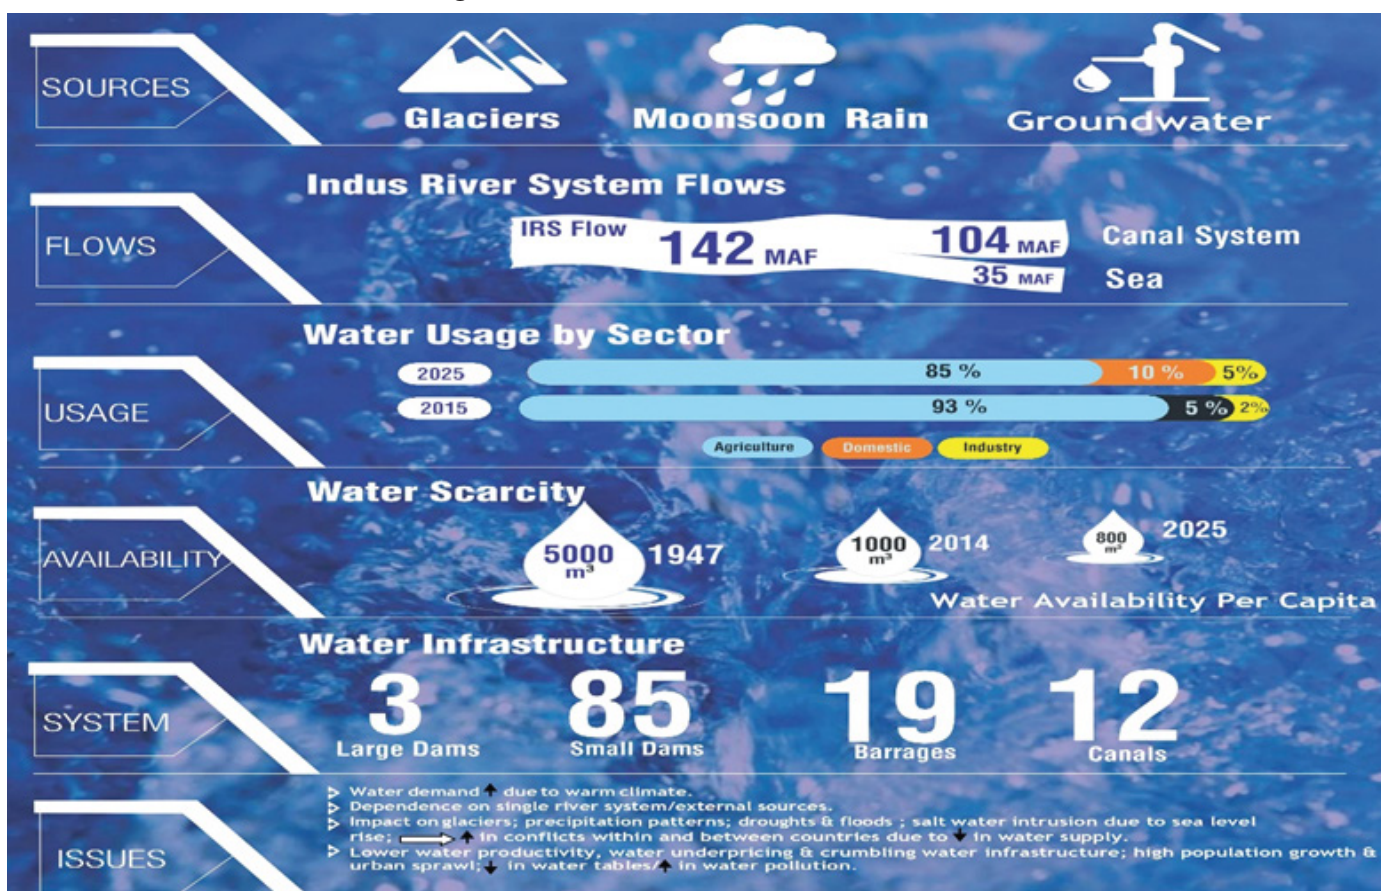 SOURCES
Glaciers
Moonsoon Rain
Groundwater
Indus River System Flows
FLOWS
IRS Flow
142 MAF
104 MAF
Canal System
35 MAF
Sea
Water Usage by Sector
USAGE
2025
85 %
10 %
5%
2015
93 %
5 %
2%
Agriculture
Domestic
Industry
Water Scarcity
AVAILABILITY
5000 m³
1947
1000 m³
2014
800 m³
2025
Water Availability Per Capita
Water Infrastructure
SYSTEM
3
Large Dams
85
Small Dams
19
Barrages
12
Canals
ISSUES
Water demand ↑ due to warm climate.
Dependence on single river system/external sources.
Impact on glaciers; precipitation patterns; droughts & floods ; salt water intrusion due to sea level
rise; ⇒ ↑ in conflicts within and between countries due to ↓ in water supply.
Lower water productivity, water underpricing & crumbling water infrastructure; high population growth &
urban sprawl; ↓ in water tables/↑ in water pollution.